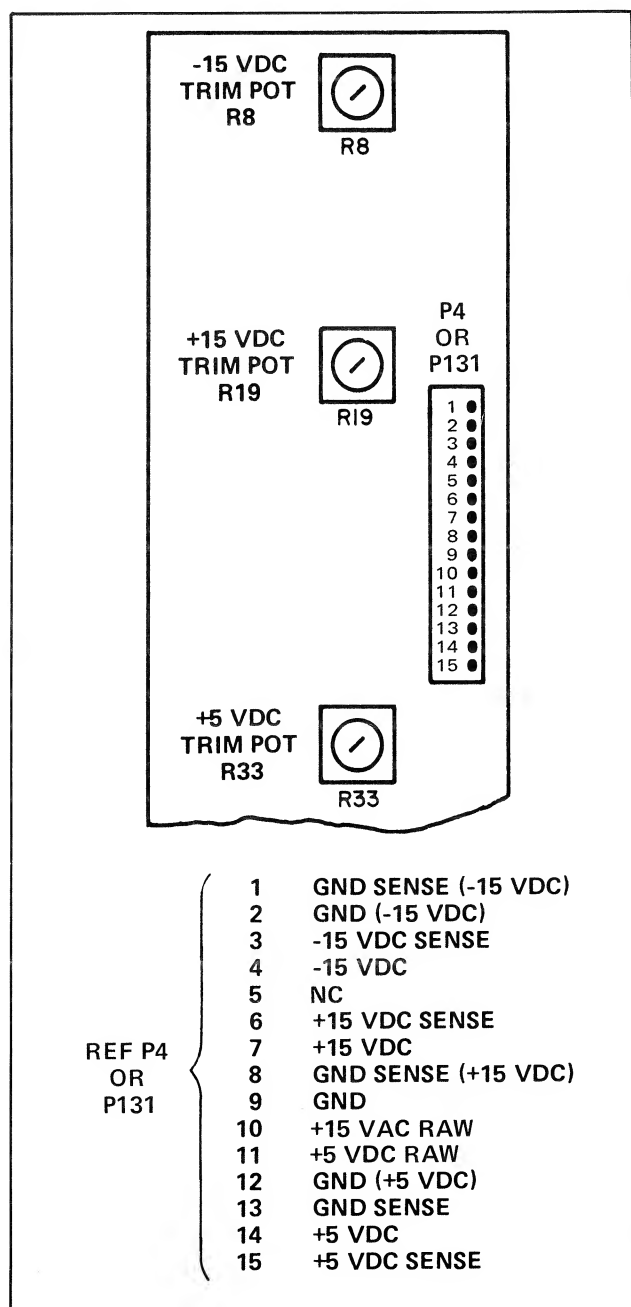 -15 VDC
TRIM POT
R8
R8
+15 VDC
TRIM POT
R19
R19
P4
OR
P131
1
2
3
4
5
6
7
8
9
10
11
12
13
14
15
+5 VDC
TRIM POT
R33
R33
REF P4
OR
P131
1 GND SENSE (-15 VDC)
2 GND (-15 VDC)
3 -15 VDC SENSE
4 -15 VDC
5 NC
6 +15 VDC SENSE
7 +15 VDC
8 GND SENSE (+15 VDC)
9 GND
10 +15 VAC RAW
11 +5 VDC RAW
12 GND (+5 VDC)
13 GND SENSE
14 +5 VDC
15 +5 VDC SENSE